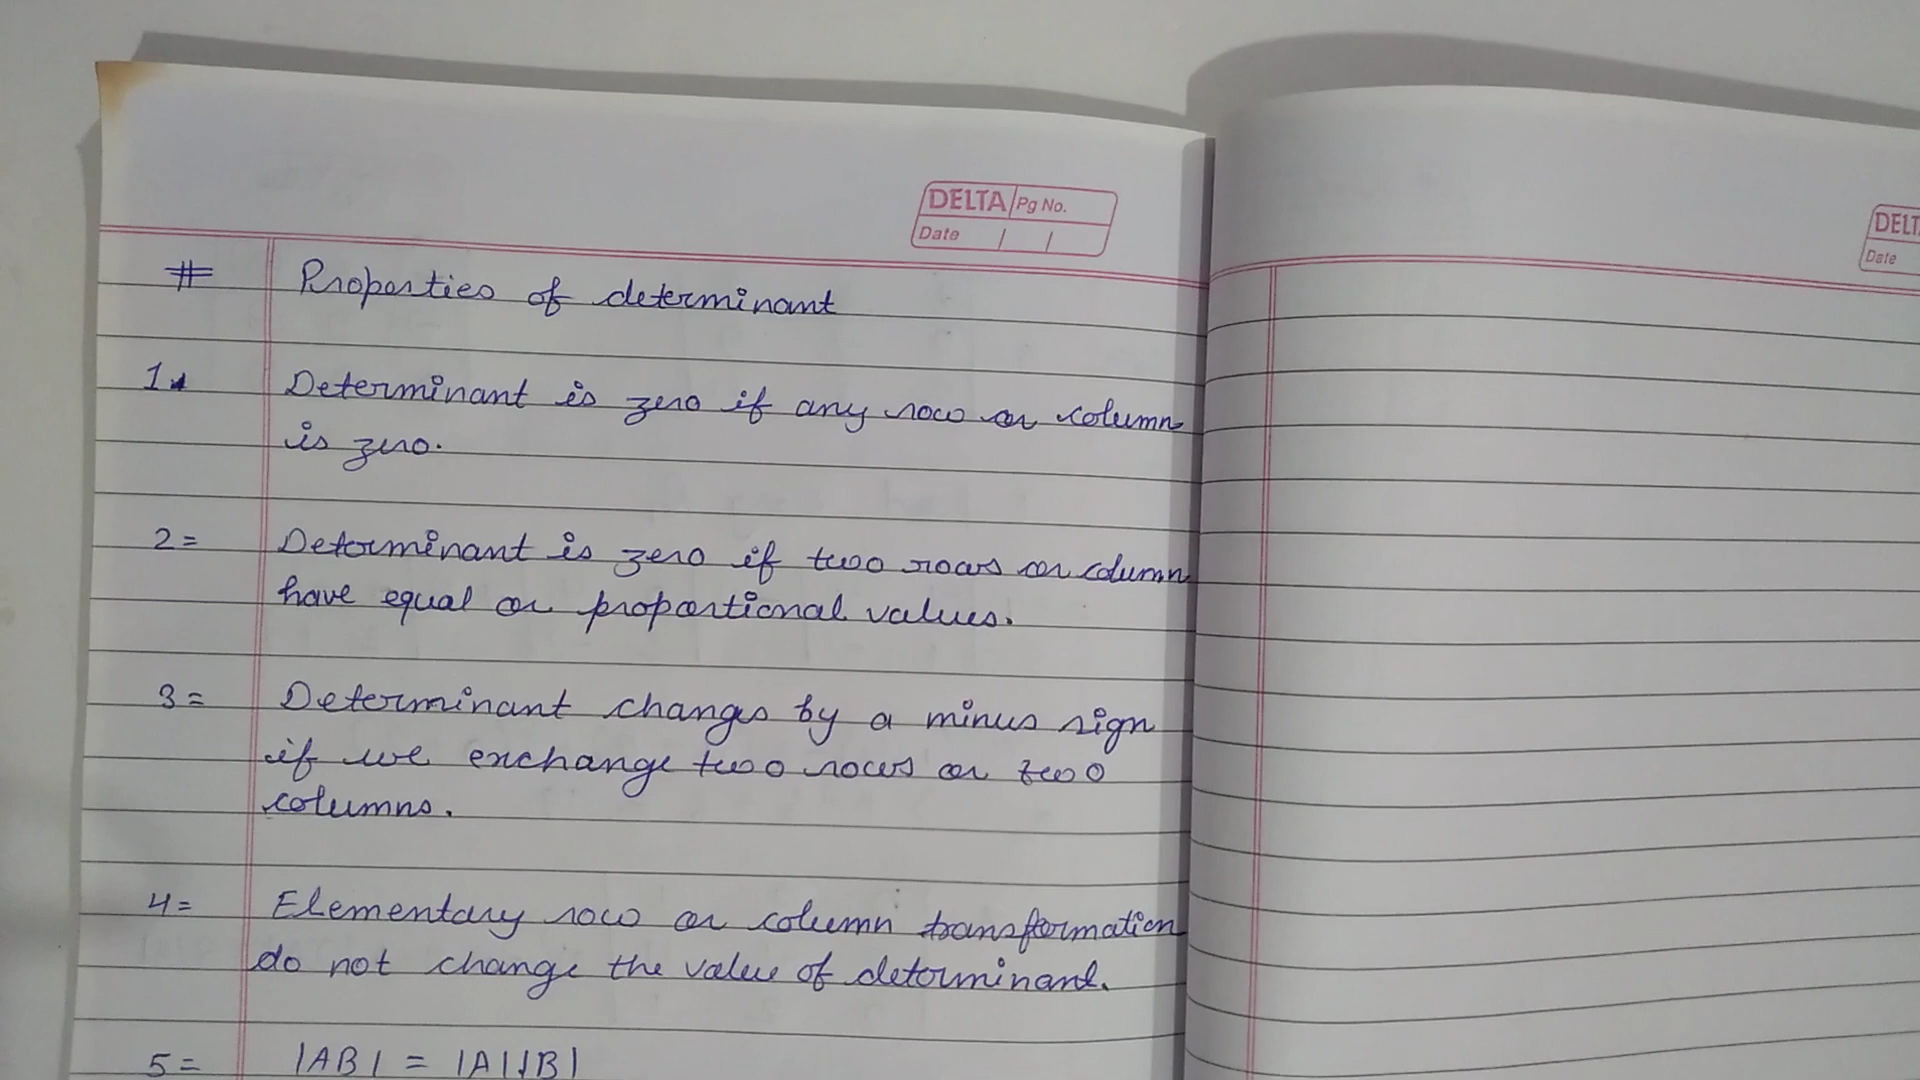 DELTA Pg No.
Date / /
# Properties of determinant
1. Determinant is zero if any row or column
is zero.
2= Determinant is zero if two rows or column
have equal or proportional values.
3= Determinant changes by a minus sign
if we exchange two rows or two
columns.
4= Elementary row or column transformation
do not change the value of determinant.
5= |AB| = |A||B|
DELT
Date